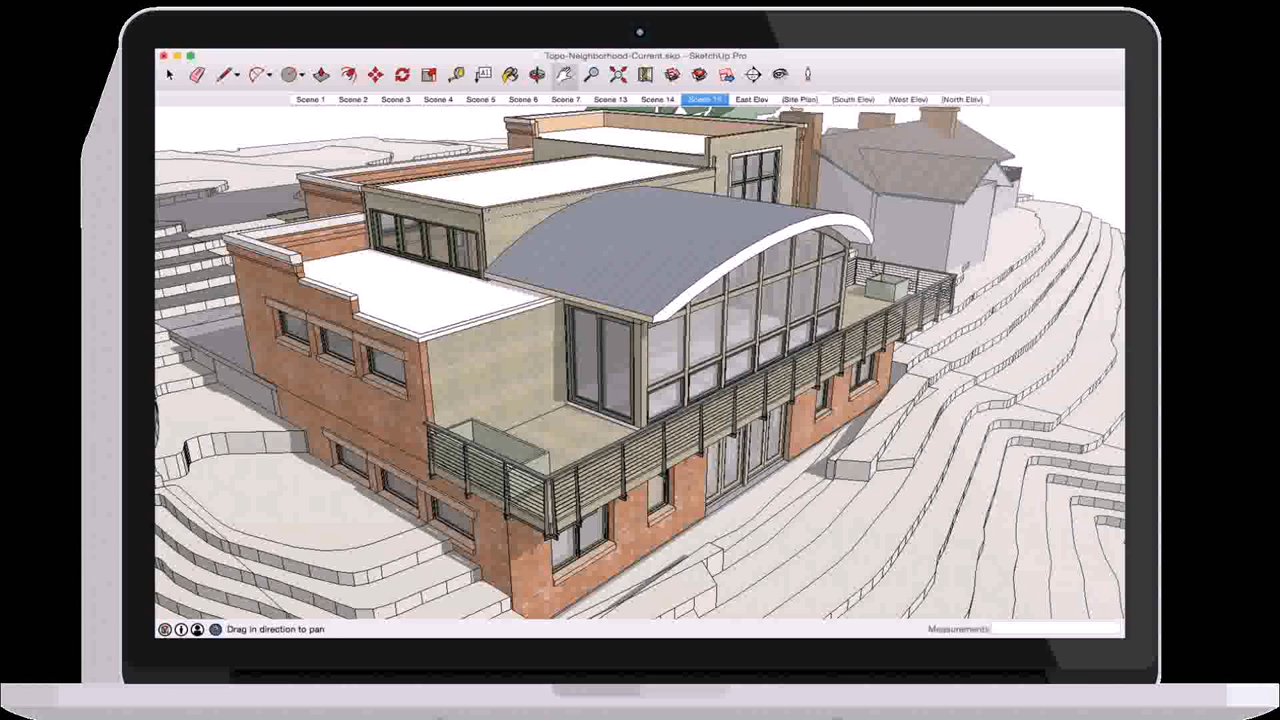 Topo-Neighborhood-Current.skp - SketchUp Pro
A1
Scene 1 Scene 2 Scene 3 Scene 4 Scene 5 Scene 6 Scene 7 Scene 13 Scene 14 East Elev (Site Plan) (South Elev) (West Elev) (North Elev)
Drag in direction to pan Measurements